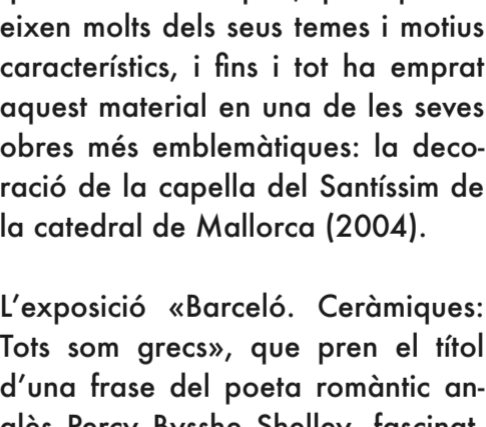 eixen molts dels seus temes i motius
característics, i fins i tot ha emprat
aquest material en una de les seves
obres més emblemàtiques: la deco-
ració de la capella del Santíssim de
la catedral de Mallorca (2004).
L’exposició «Barceló. Ceràmiques:
Tots som grecs», que pren el títol
d’una frase del poeta romàntic an-
glès Percy Bysshe Shelley, fascinat